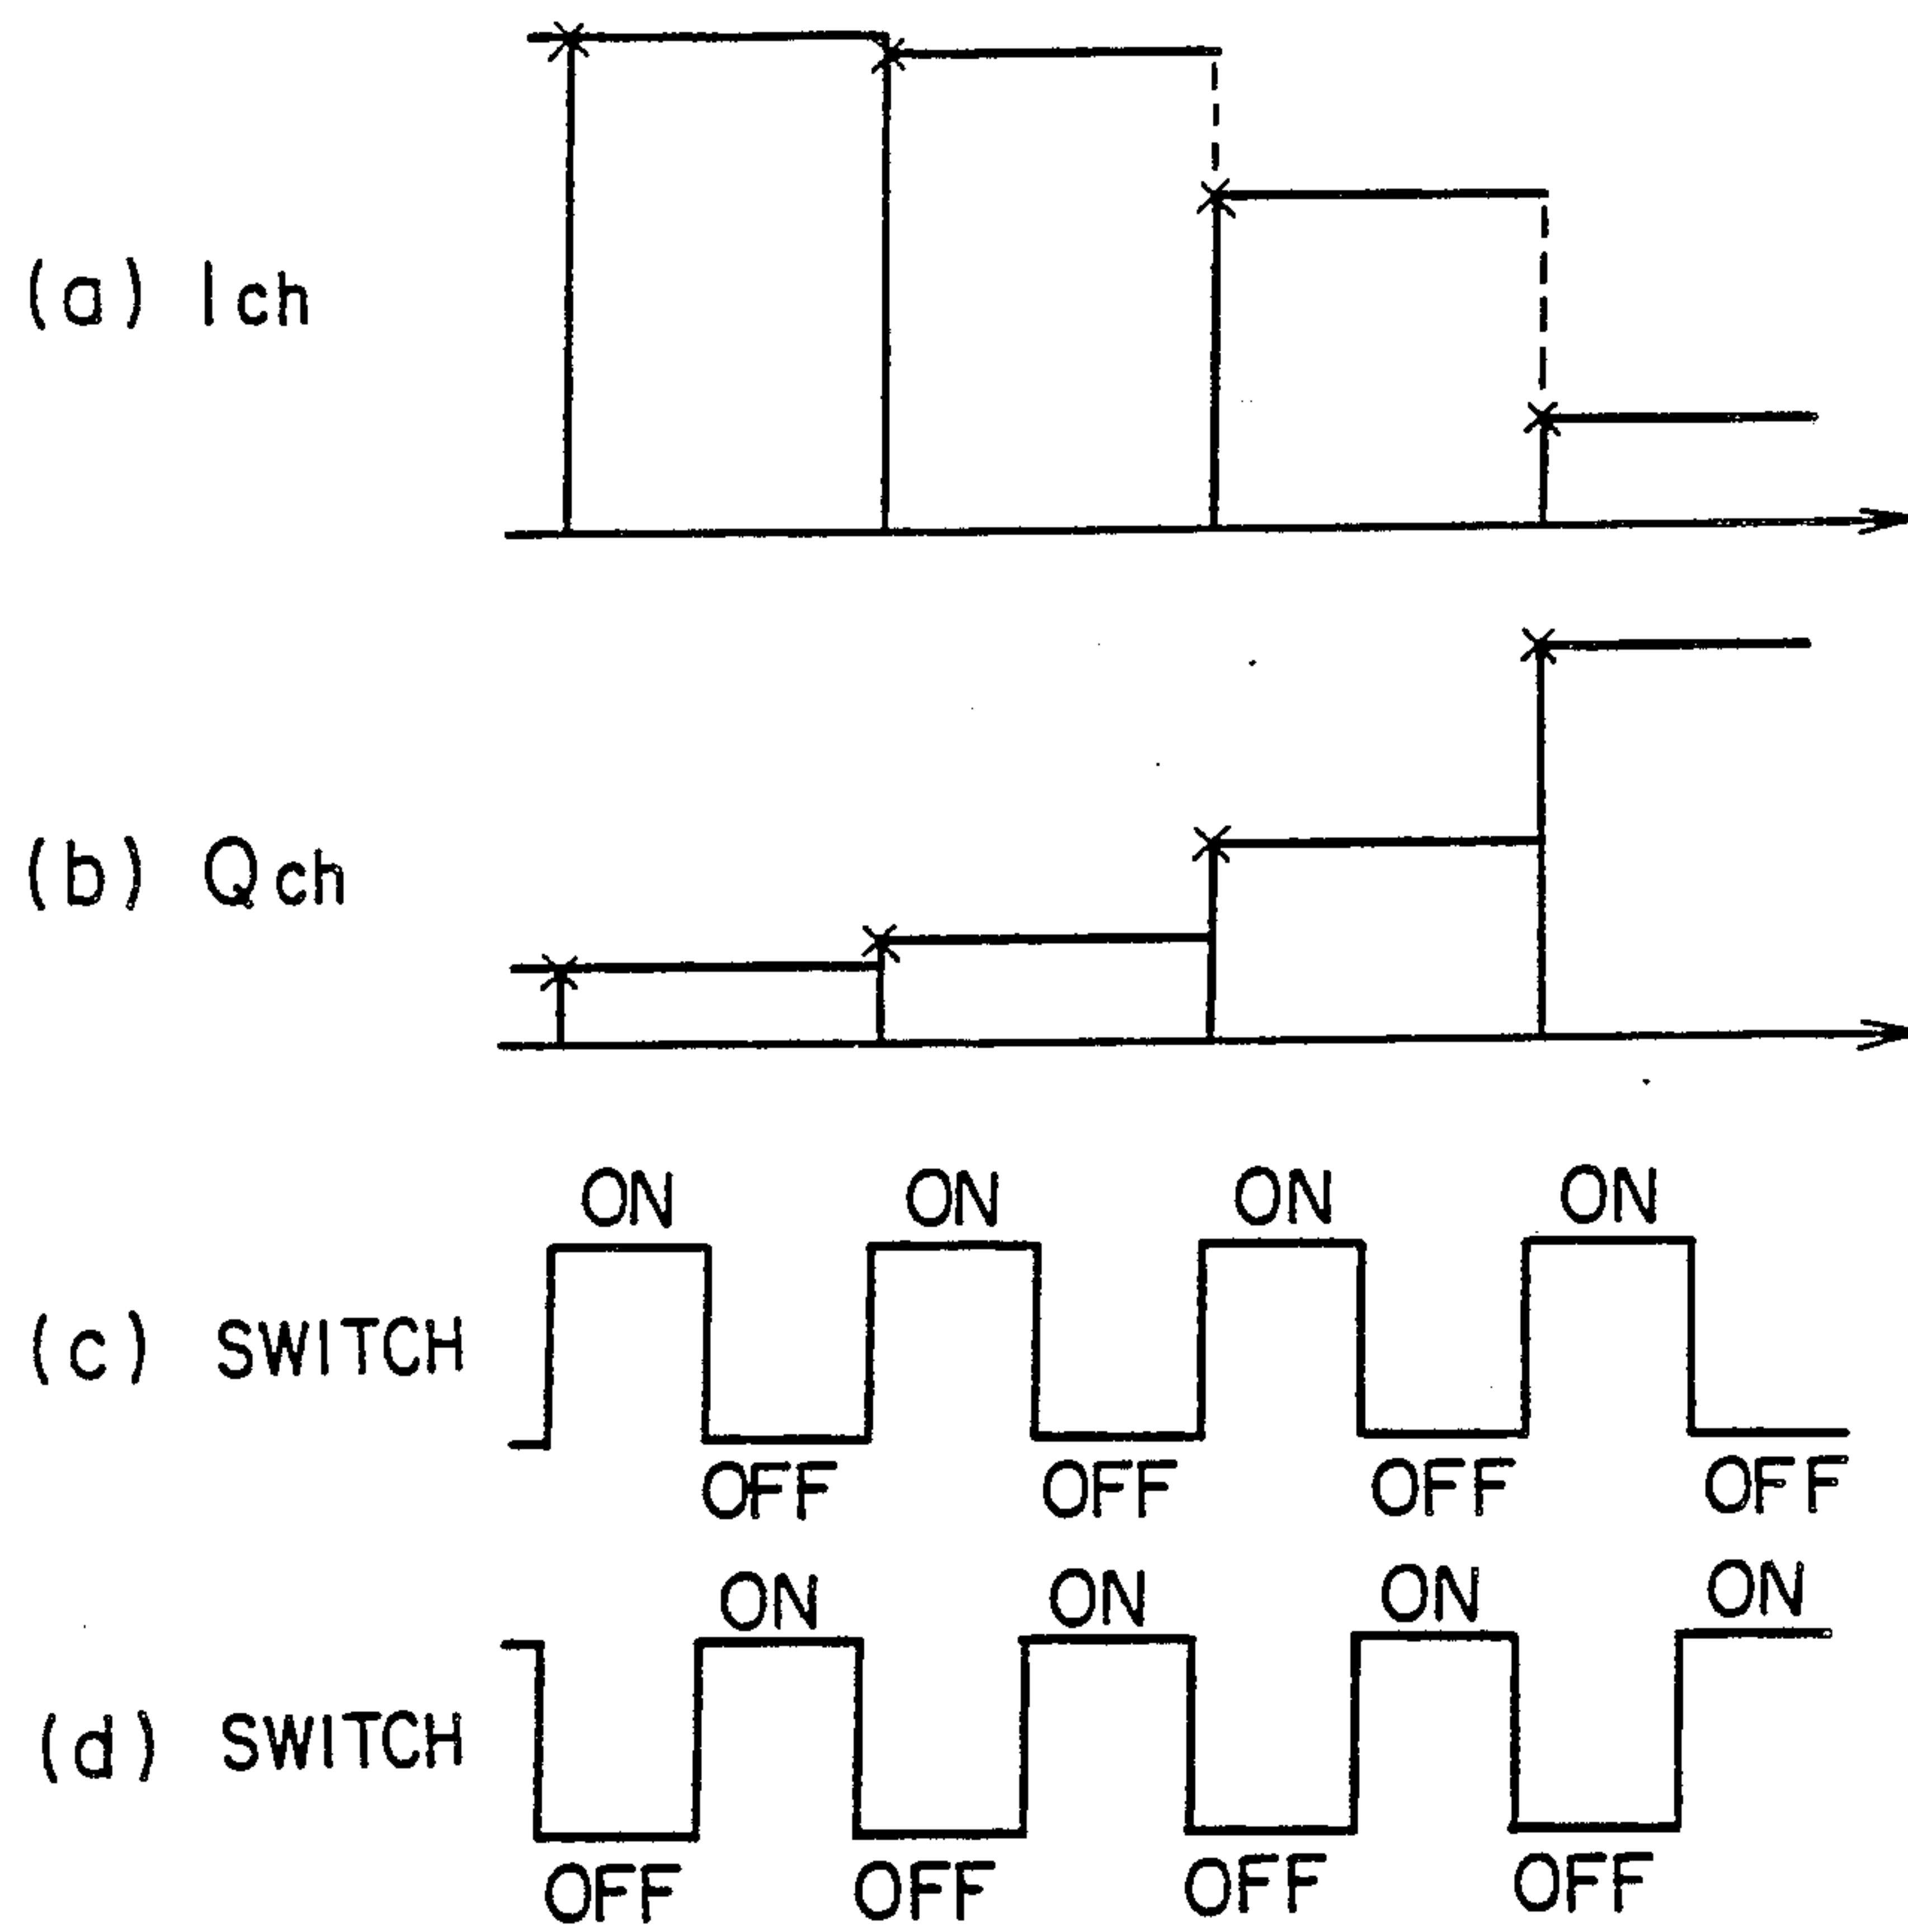 (a) Ich
(b) Qch
ON ON ON ON
(c) SWITCH
OFF OFF OFF OFF
ON ON ON ON
(d) SWITCH
OFF OFF OFF OFF